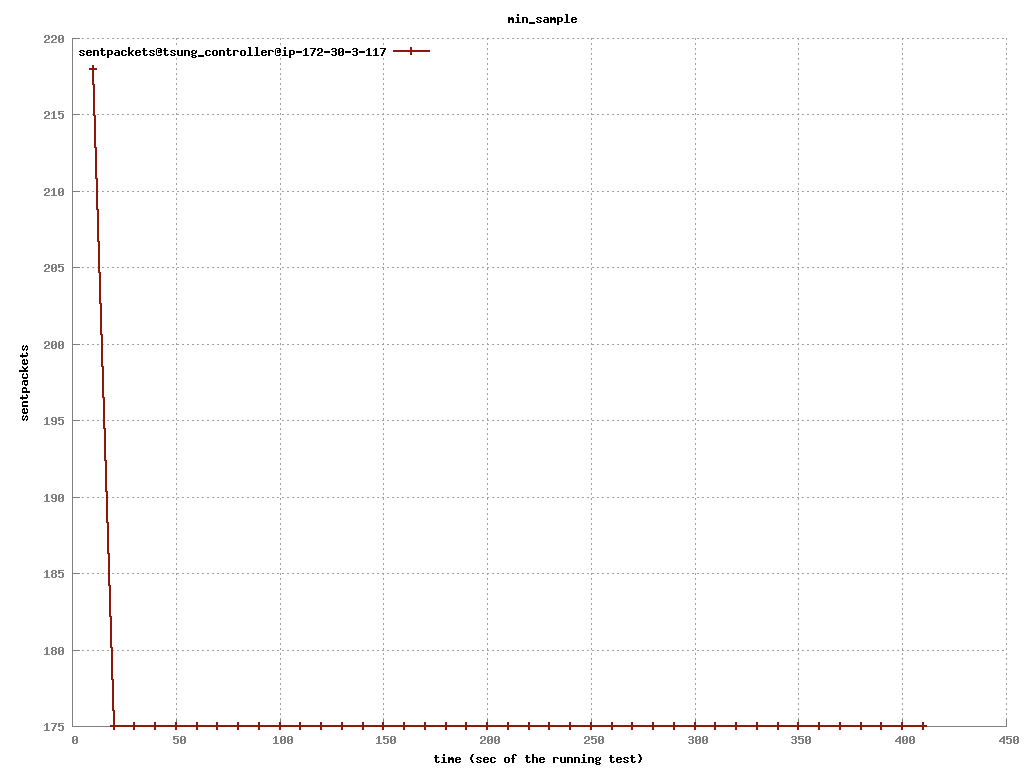 min_sample
220
sentpackets@tsung_controller@ip-172-30-3-117
215
210
205
200
195
190
185
180
175
sentpackets
0 50 100 150 200 250 300 350 400 450
time (sec of the running test)